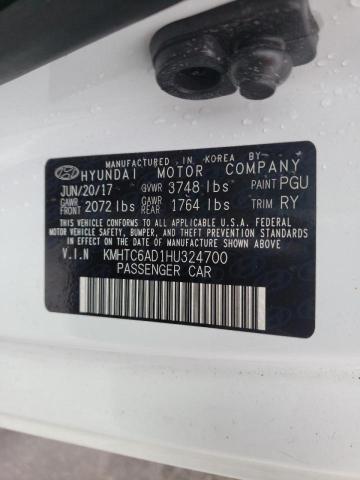 MANUFACTURED IN KOREA BY
HYUNDAI MOTOR COMPANY
JUN/20/17 GVWR 3748 lbs PAINT PGU
GAWR FRONT 2072 lbs GAWR REAR 1764 lbs TRIM RY
THIS VEHICLE CONFORMS TO ALL APPLICABLE U.S.A. FEDERAL
MOTOR VEHICLE SAFETY, BUMPER, AND THEFT PREVENTION
STANDARDS IN EFFECT ON THE DATE OF MANUFACTURE SHOWN ABOVE.
V.I.N KMHTC6AD1HU324700
PASSENGER CAR